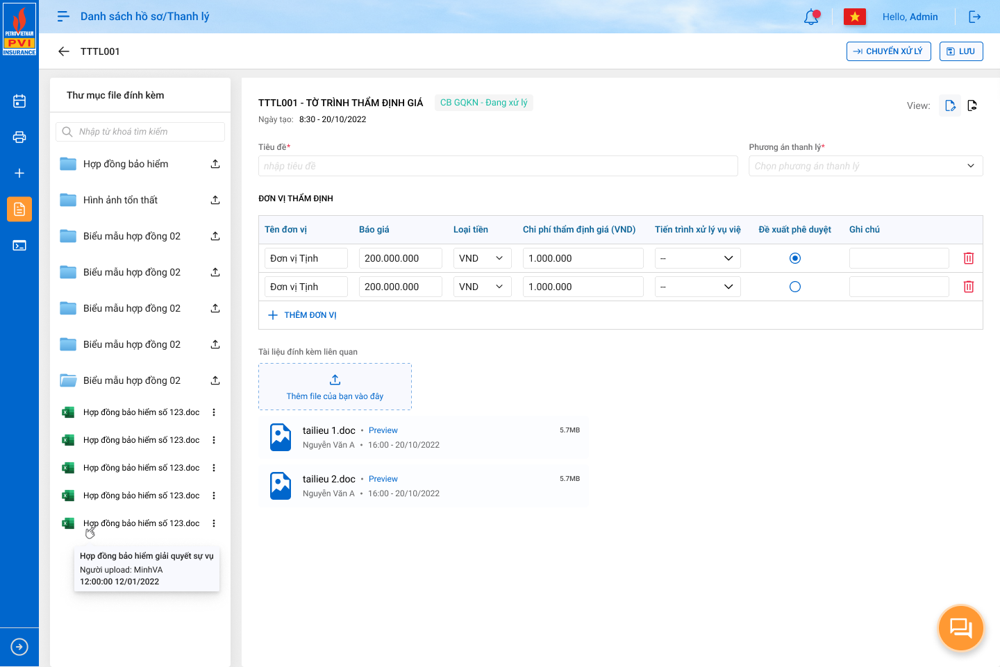 PETROVIETNAM
PVI
INSURANCE
Danh sách hồ sơ/Thanh lý
Hello, Admin
TTTL001
CHUYỂN XỬ LÝ
LƯU
Thư mục file đính kèm
Nhập từ khoá tìm kiếm
Hợp đồng bảo hiểm
Hình ảnh tổn thất
Biểu mẫu hợp đồng 02
Biểu mẫu hợp đồng 02
Biểu mẫu hợp đồng 02
Biểu mẫu hợp đồng 02
Biểu mẫu hợp đồng 02
Hợp đồng bảo hiểm số 123.doc
Hợp đồng bảo hiểm số 123.doc
Hợp đồng bảo hiểm số 123.doc
Hợp đồng bảo hiểm số 123.doc
Hợp đồng bảo hiểm số 123.doc
Hợp đồng bảo hiểm giải quyết sự vụ
Người upload: MinhVA
12:00:00 12/01/2022
TTTL001 - TỜ TRÌNH THẨM ĐỊNH GIÁ CB GQKN - Đang xử lý
Ngày tạo: 8:30 - 20/10/2022
View:
Tiêu đề* Phương án thanh lý*
nhập tiêu đề Chọn phương án thanh lý
ĐƠN VỊ THẨM ĐỊNH
Tên đơn vị Báo giá Loại tiền Chi phí thẩm định giá (VND) Tiến trình xử lý vụ việ Đề xuất phê duyệt Ghi chú
Đơn vị Tịnh 200.000.000 VND 1.000.000 --
Đơn vị Tịnh 200.000.000 VND 1.000.000 --
THÊM ĐƠN VỊ
Tài liệu đính kèm liên quan
Thêm file của bạn vào đây
tailieu 1.doc • Preview 5.7MB
Nguyễn Văn A • 16:00 - 20/10/2022
tailieu 2.doc • Preview 5.7MB
Nguyễn Văn A • 16:00 - 20/10/2022